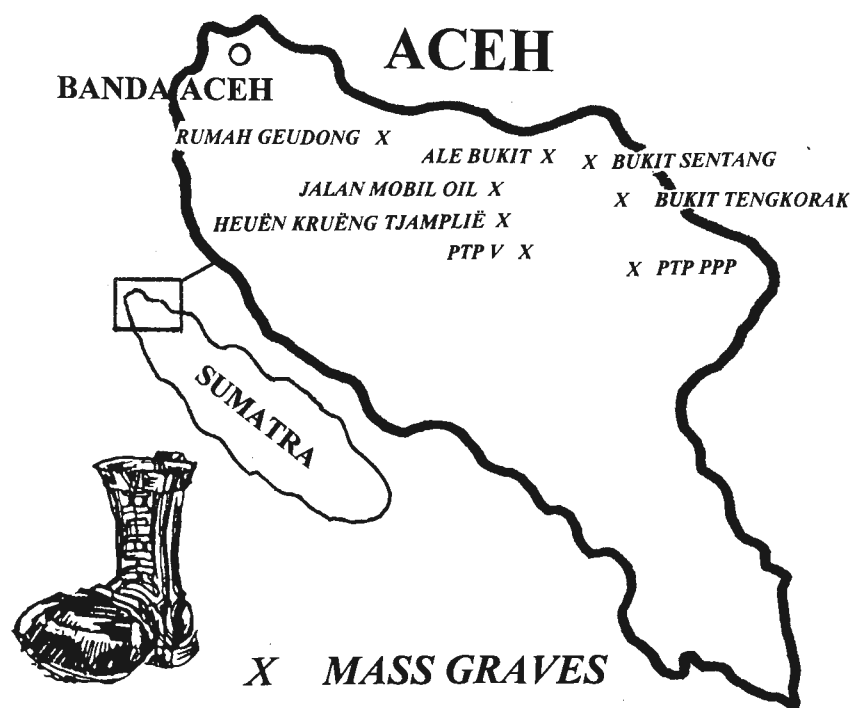 ACEH
BANDA ACEH
RUMAH GEUDONG X
ALE BUKIT X
X BUKIT SENTANG
JALAN MOBIL OIL X
X BUKIT TENGKORAK
HEUËN KRUËNG TJAMPLIË X
PTP V X
X PTP PPP
SUMATRA
X MASS GRAVES